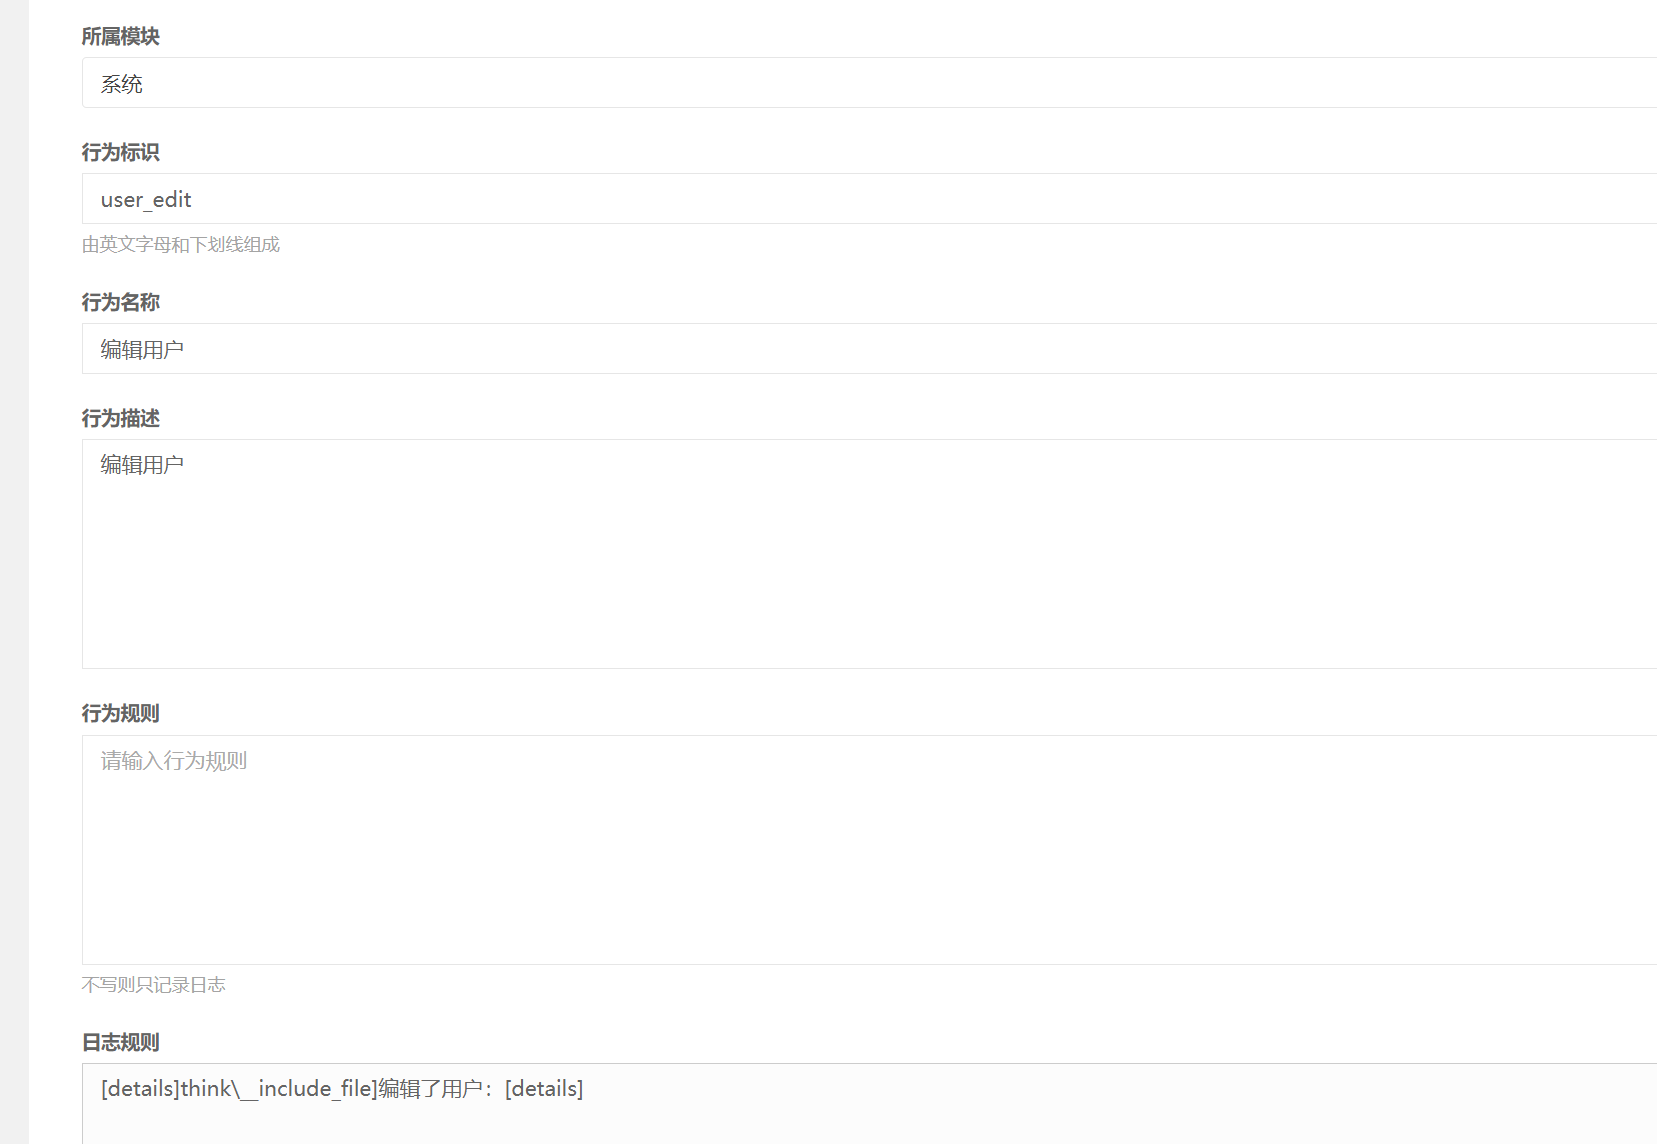 所属模块
系统
行为标识
user_edit
由英文字母和下划线组成
行为名称
编辑用户
行为描述
编辑用户
行为规则
请输入行为规则
不写则只记录日志
日志规则
[details]think\__include_file]编辑了用户：[details]